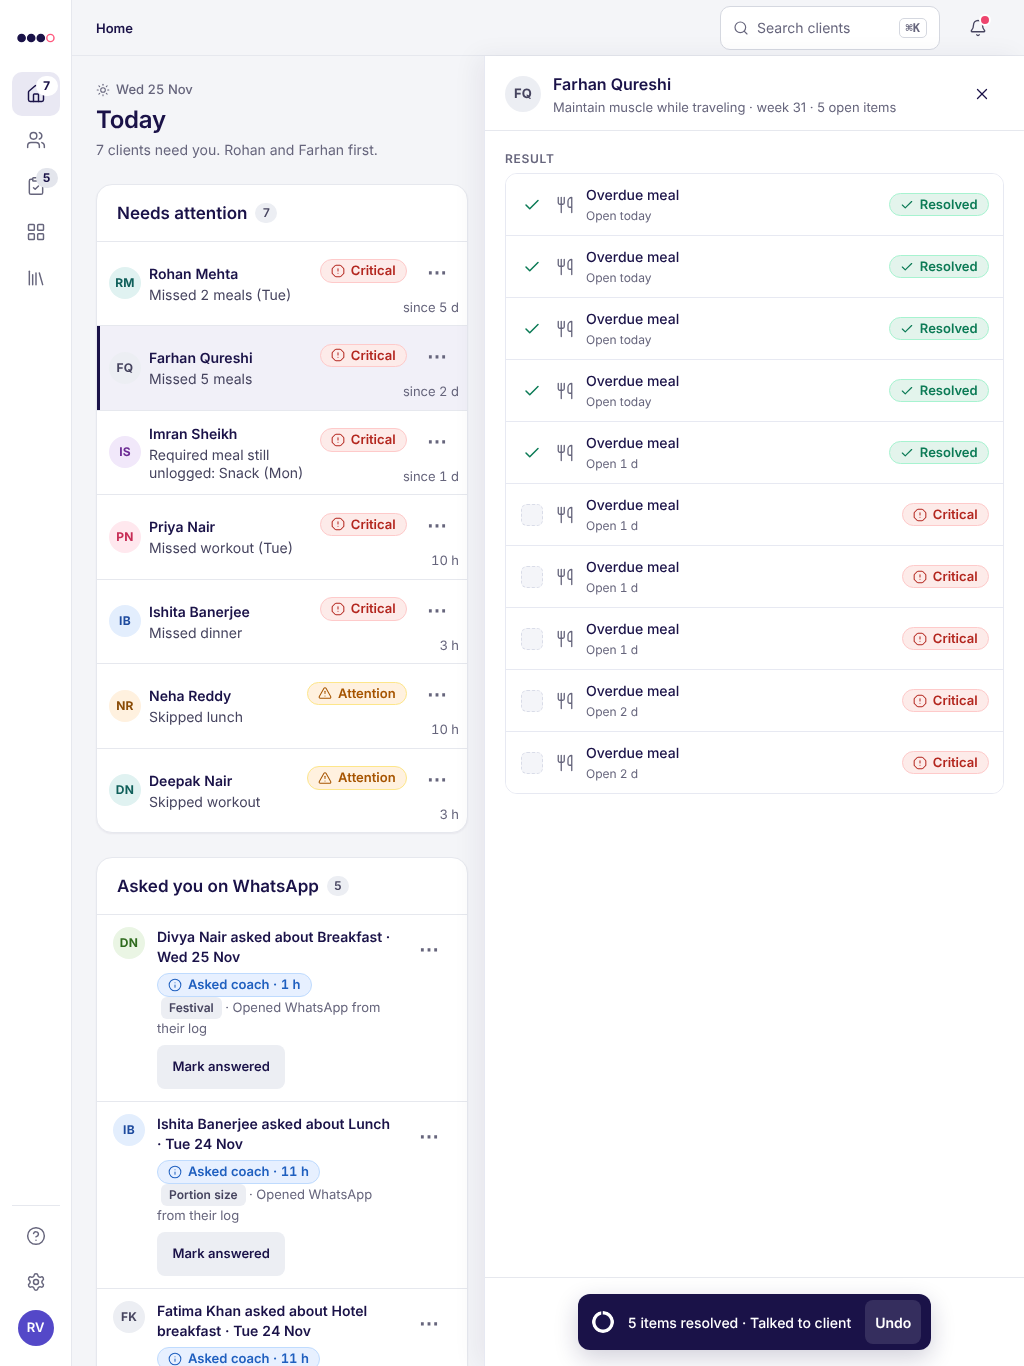 Home
Search clients
⌘K
7
5
Wed 25 Nov
Today
7 clients need you. Rohan and Farhan first.
Needs attention 7
RM
Rohan Mehta
Missed 2 meals (Tue)
Critical
since 5 d
FQ
Farhan Qureshi
Missed 5 meals
Critical
since 2 d
IS
Imran Sheikh
Required meal still
unlogged: Snack (Mon)
Critical
since 1 d
PN
Priya Nair
Missed workout (Tue)
Critical
10 h
IB
Ishita Banerjee
Missed dinner
Critical
3 h
NR
Neha Reddy
Skipped lunch
Attention
10 h
DN
Deepak Nair
Skipped workout
Attention
3 h
Asked you on WhatsApp 5
DN
Divya Nair asked about Breakfast ·
Wed 25 Nov
Asked coach · 1 h
Festival · Opened WhatsApp from
their log
Mark answered
IB
Ishita Banerjee asked about Lunch
· Tue 24 Nov
Asked coach · 11 h
Portion size · Opened WhatsApp
from their log
Mark answered
FK
Fatima Khan asked about Hotel
breakfast · Tue 24 Nov
Asked coach · 11 h
RV
FQ
Farhan Qureshi
Maintain muscle while traveling · week 31 · 5 open items
RESULT
Overdue meal
Open today
Resolved
Overdue meal
Open today
Resolved
Overdue meal
Open today
Resolved
Overdue meal
Open today
Resolved
Overdue meal
Open 1 d
Resolved
Overdue meal
Open 1 d
Critical
Overdue meal
Open 1 d
Critical
Overdue meal
Open 1 d
Critical
Overdue meal
Open 2 d
Critical
Overdue meal
Open 2 d
Critical
5 items resolved · Talked to client
Undo